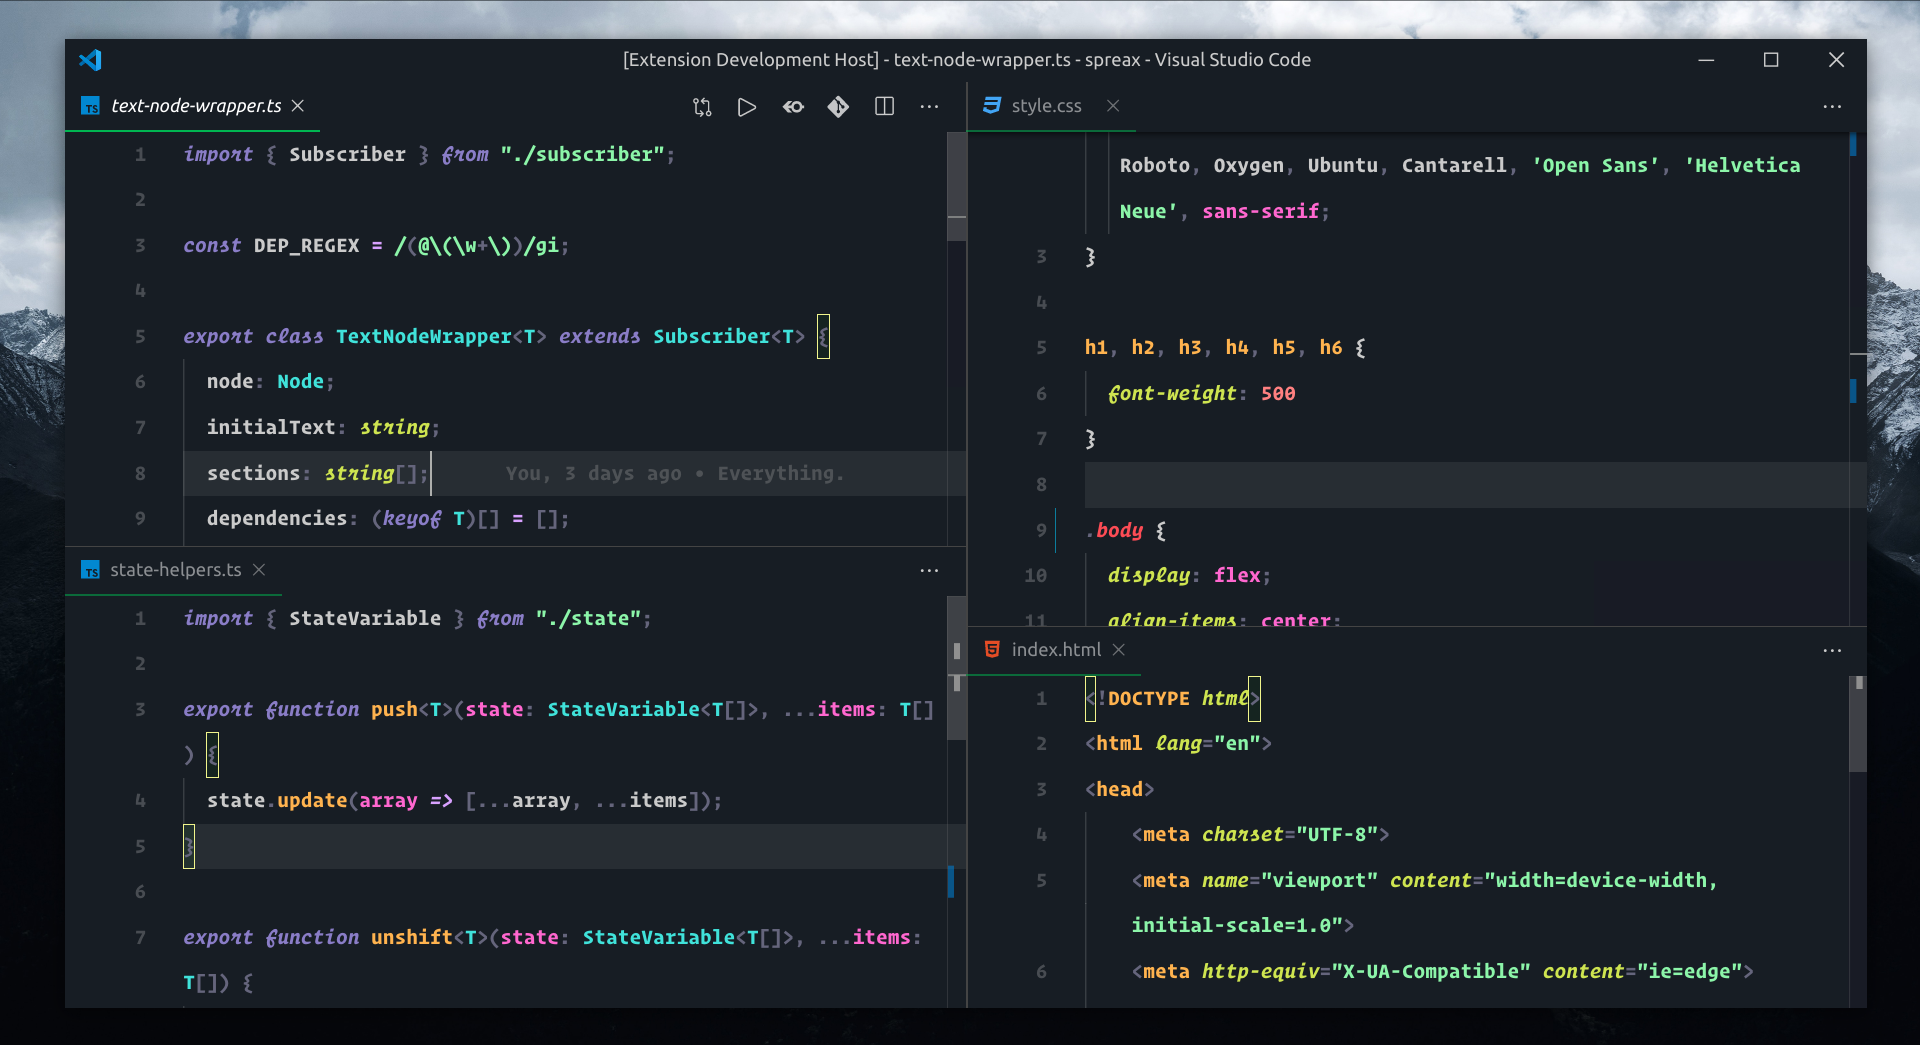 [Extension Development Host] - text-node-wrapper.ts - spreax - Visual Studio Code
TS text-node-wrapper.ts
1 import { Subscriber } from "./subscriber";
2
3 const DEP_REGEX = /(@\(\w+\))/gi;
4
5 export class TextNodeWrapper<T> extends Subscriber<T> {
6 node: Node;
7 initialText: string;
8 sections: string[]; You, 3 days ago • Everything.
9 dependencies: (keyof T)[] = [];
TS state-helpers.ts
1 import { StateVariable } from "./state";
2
3 export function push<T>(state: StateVariable<T[]>, ...items: T[]
) {
4 state.update(array => [...array, ...items]);
5 }
6
7 export function unshift<T>(state: StateVariable<T[]>, ...items:
T[]) {
style.css
Roboto, Oxygen, Ubuntu, Cantarell, 'Open Sans', 'Helvetica
Neue', sans-serif;
3 }
4
5 h1, h2, h3, h4, h5, h6 {
6 font-weight: 500
7 }
8
9 .body {
10 display: flex;
11 align-items: center;
index.html
1 <!DOCTYPE html>
2 <html lang="en">
3 <head>
4 <meta charset="UTF-8">
5 <meta name="viewport" content="width=device-width,
initial-scale=1.0">
6 <meta http-equiv="X-UA-Compatible" content="ie=edge">